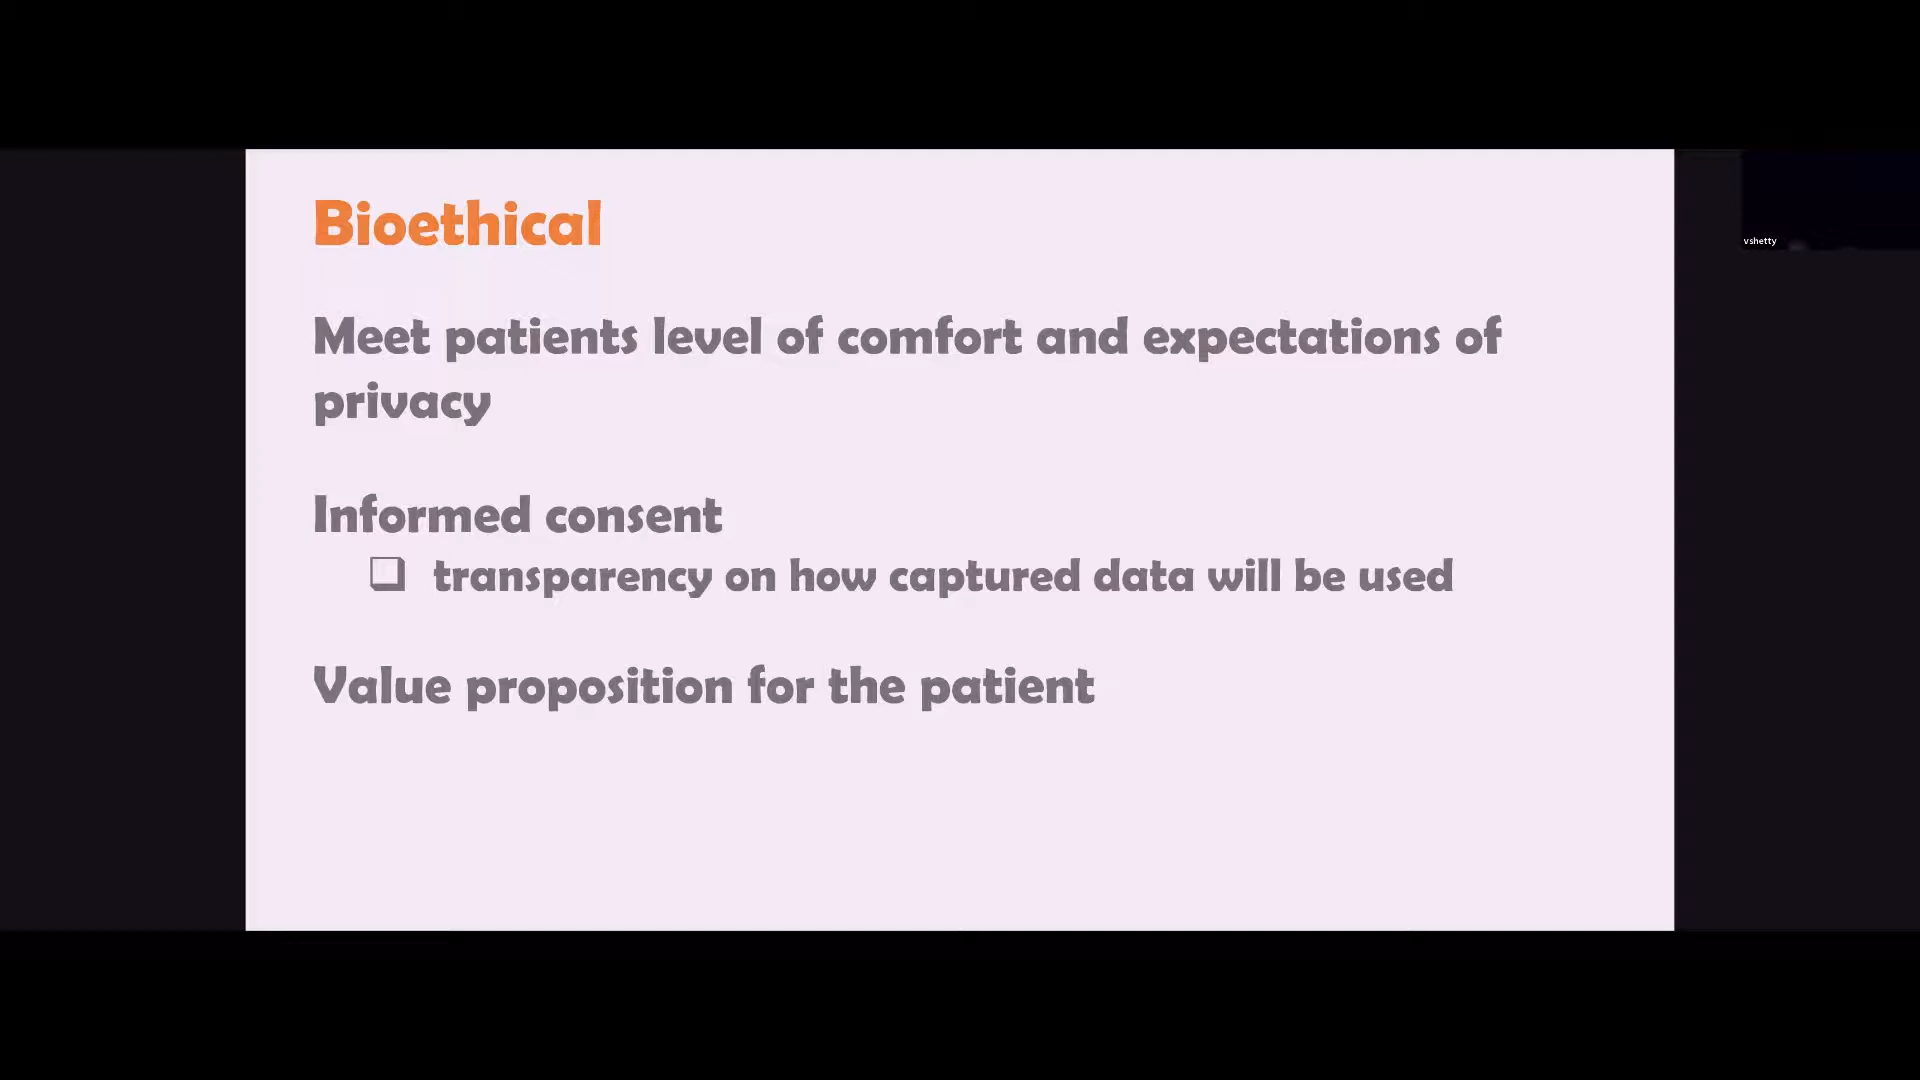 Bioethical
Meet patients level of comfort and expectations of
privacy
Informed consent
❑ transparency on how captured data will be used
Value proposition for the patient
vshetty